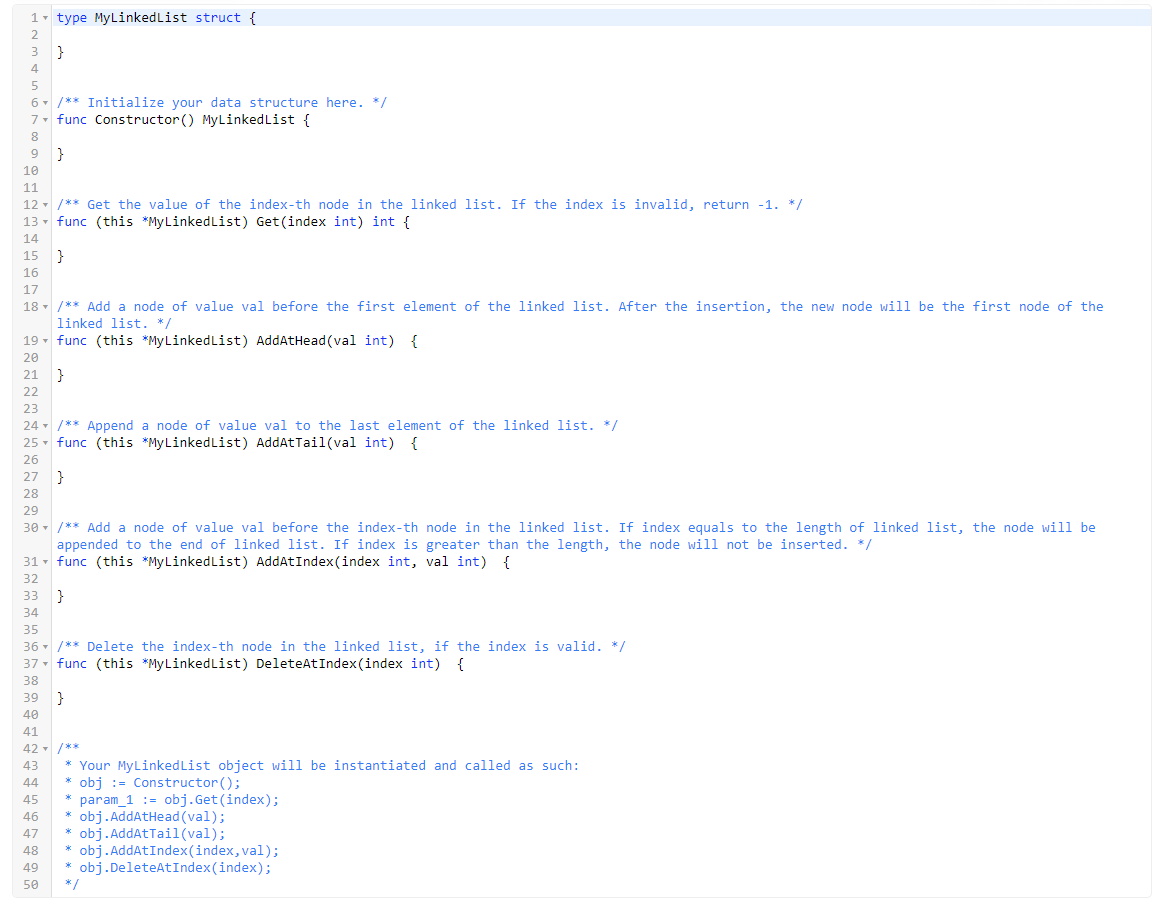 1 type MyLinkedList struct {
2
3 }
4
5
6 /** Initialize your data structure here. */
7 func Constructor() MyLinkedList {
8
9 }
10
11
12 /** Get the value of the index-th node in the linked list. If the index is invalid, return -1. */
13 func (this *MyLinkedList) Get(index int) int {
14
15 }
16
17
18 /** Add a node of value val before the first element of the linked list. After the insertion, the new node will be the first node of the
linked list. */
19 func (this *MyLinkedList) AddAtHead(val int)  {
20
21 }
22
23
24 /** Append a node of value val to the last element of the linked list. */
25 func (this *MyLinkedList) AddAtTail(val int)  {
26
27 }
28
29
30 /** Add a node of value val before the index-th node in the linked list. If index equals to the length of linked list, the node will be
appended to the end of linked list. If index is greater than the length, the node will not be inserted. */
31 func (this *MyLinkedList) AddAtIndex(index int, val int)  {
32
33 }
34
35
36 /** Delete the index-th node in the linked list, if the index is valid. */
37 func (this *MyLinkedList) DeleteAtIndex(index int)  {
38
39 }
40
41
42 /**
43  * Your MyLinkedList object will be instantiated and called as such:
44  * obj := Constructor();
45  * param_1 := obj.Get(index);
46  * obj.AddAtHead(val);
47  * obj.AddAtTail(val);
48  * obj.AddAtIndex(index,val);
49  * obj.DeleteAtIndex(index);
50  */